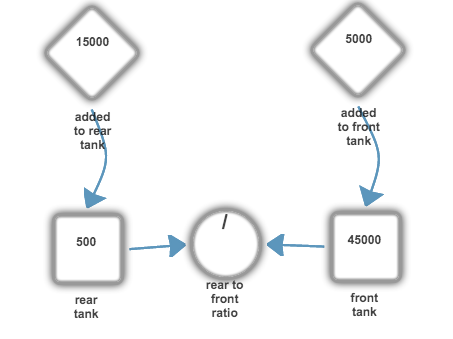 15000
5000
added
to rear
tank
added
to front
tank
500
/
45000
rear
tank
rear to
front
ratio
front
tank